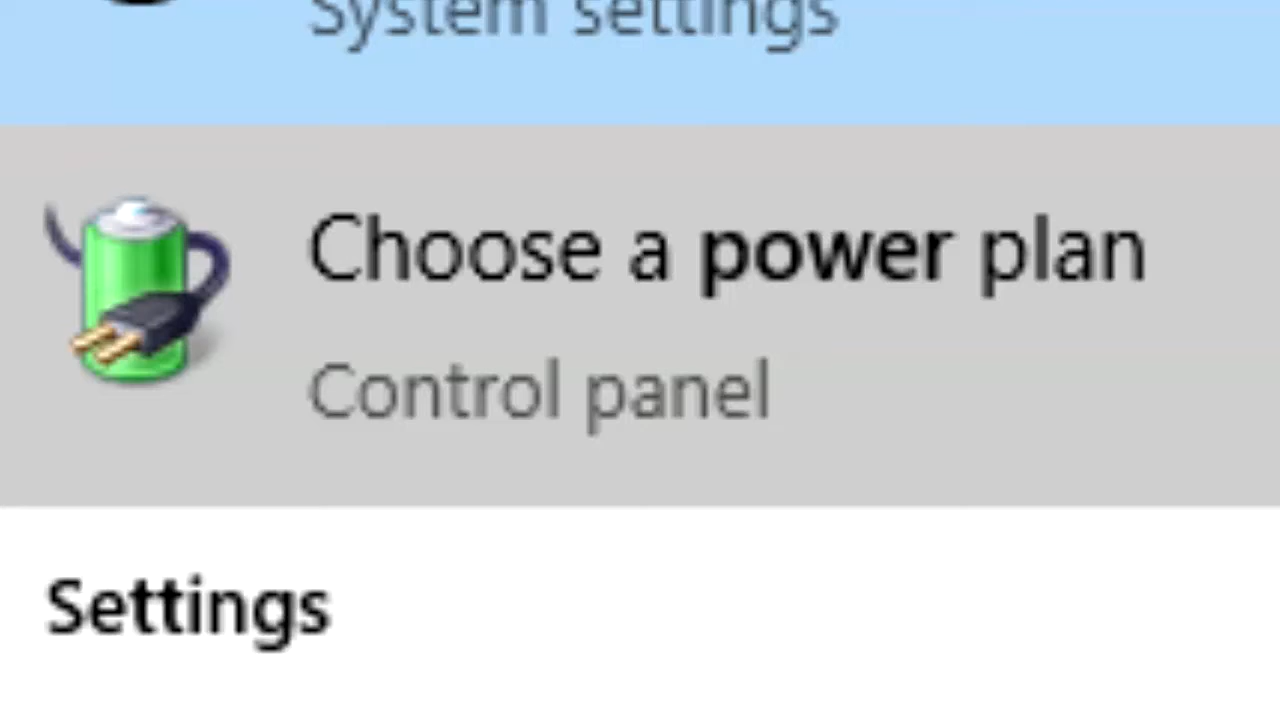 System settings
Choose a power plan
Control panel
Settings